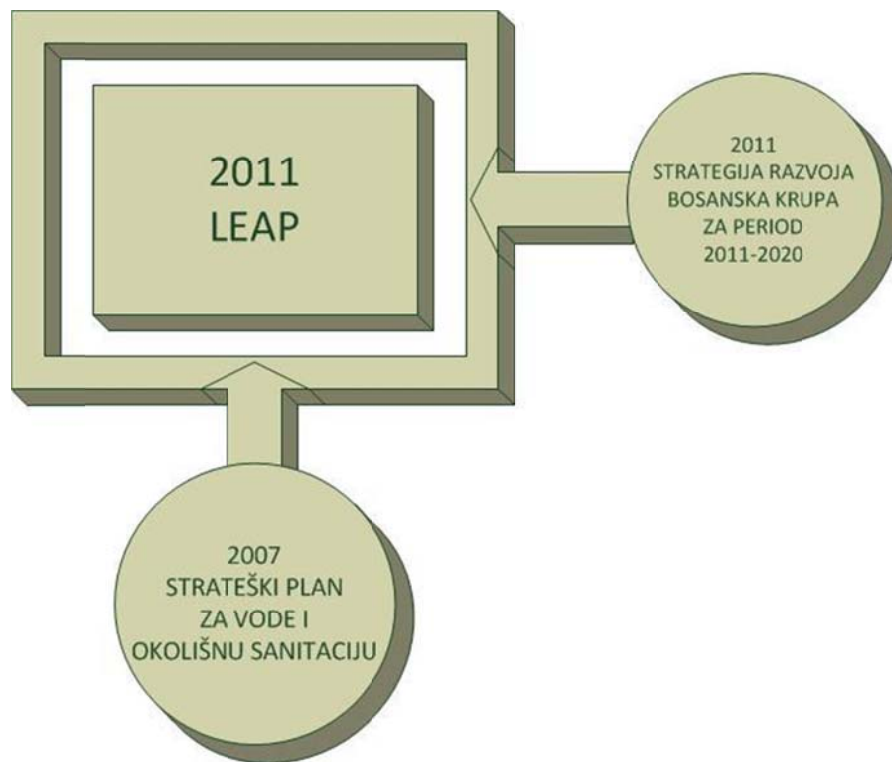 2011
LEAP
2011
STRATEGIJA RAZVOJA
BOSANSKA KRUPA
ZA PERIOD
2011-2020
2007
STRATEŠKI PLAN
ZA VODE I
OKOLIŠNU SANITACIJU